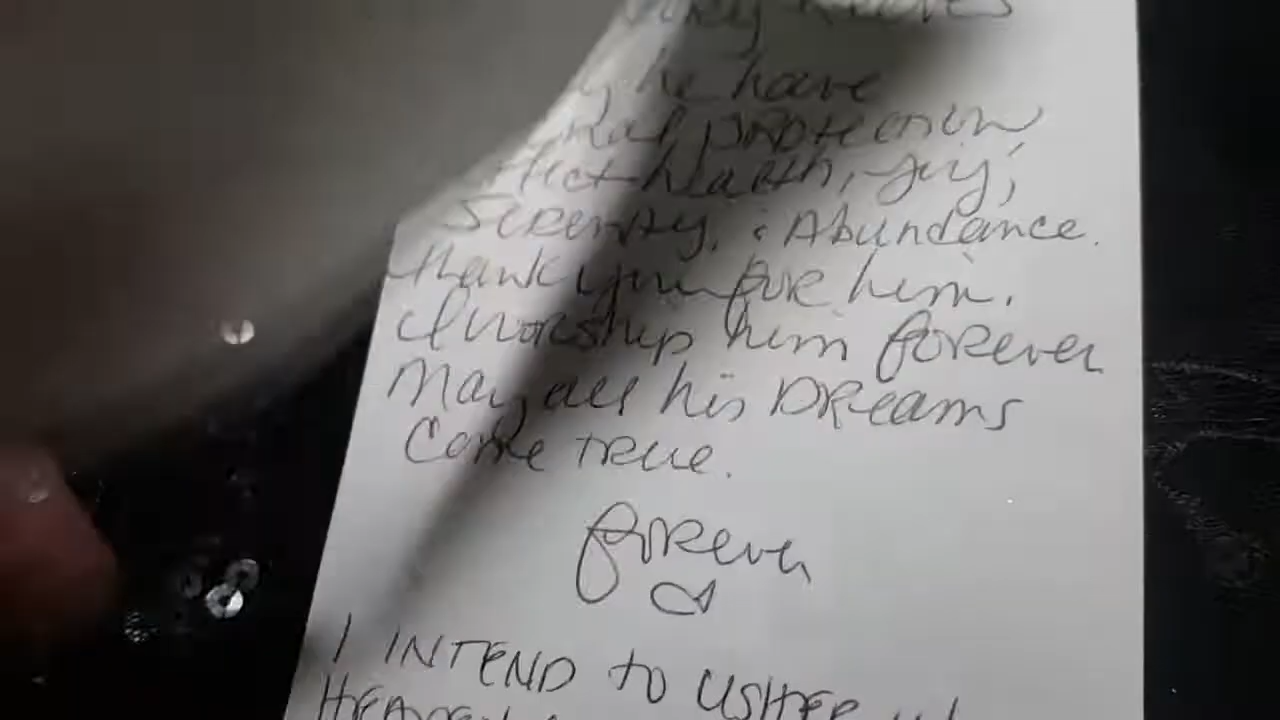 he have
protection,
health, joy,
Serenity, & Abundance.
thank you for him.
I worship him forever
May all his DReams
Come TRue.
foRever
I INTEND to USHER